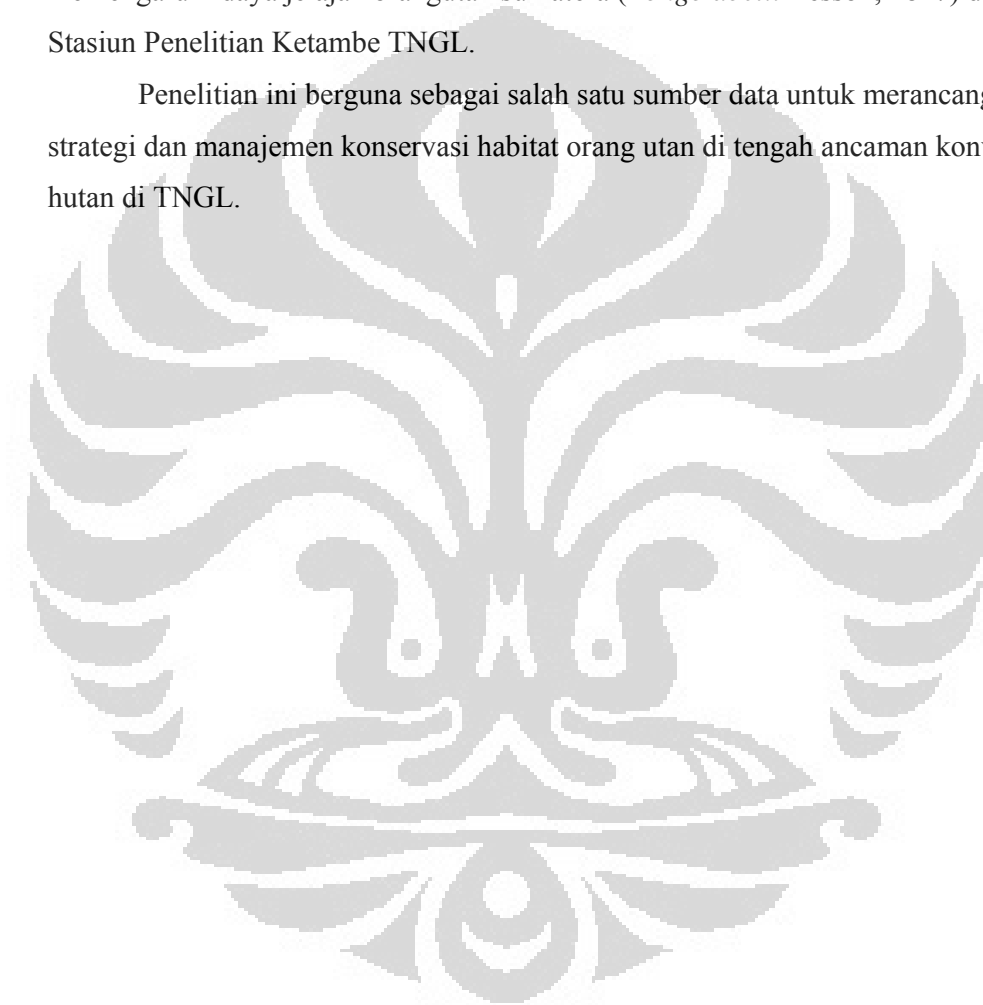 Stasiun Penelitian Ketambe TNGL.
Penelitian ini berguna sebagai salah satu sumber data untuk merancang
strategi dan manajemen konservasi habitat orang utan di tengah ancaman
hutan di TNGL.